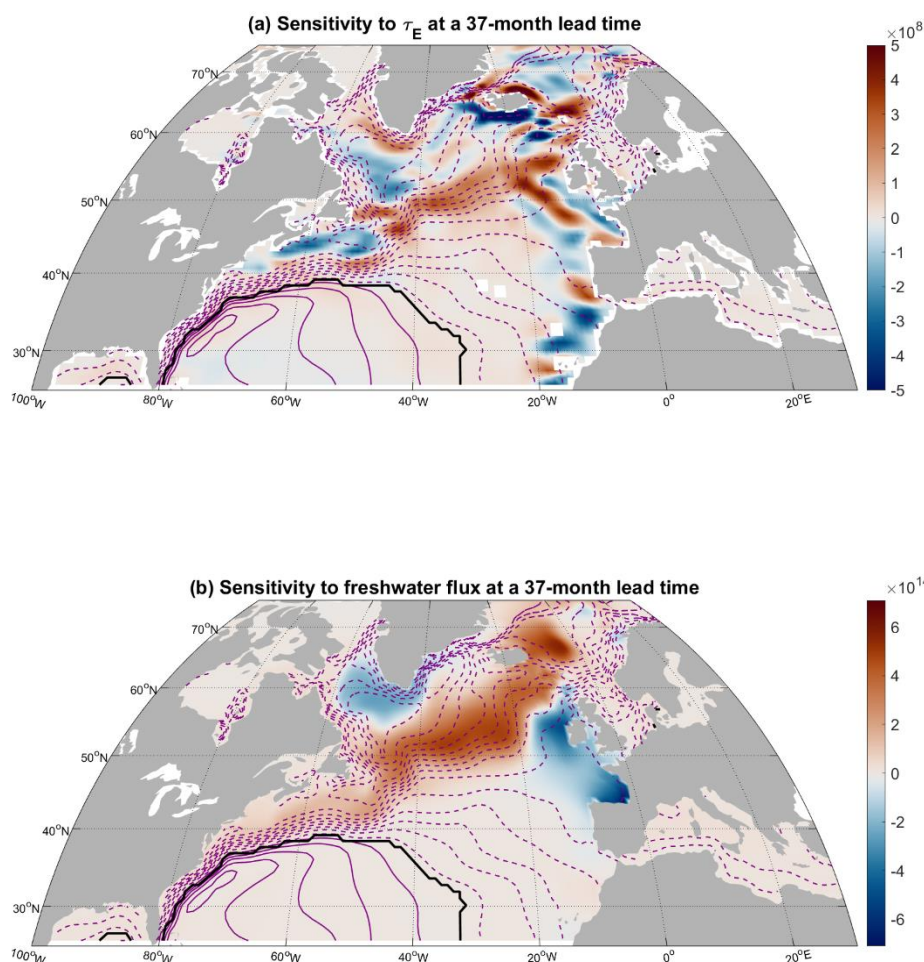 (a) Sensitivity to τE at a 37-month lead time
×10⁸
70°N
60°N
50°N
40°N
30°N
100°W
80°W
60°W
40°W
20°W
0°
20°E
5
4
3
2
1
0
-1
-2
-3
-4
-5
(b) Sensitivity to freshwater flux at a 37-month lead time
70°N
60°N
50°N
40°N
30°N
100°W
80°W
60°W
40°W
20°W
0°
20°E
6
4
2
0
-2
-4
-6